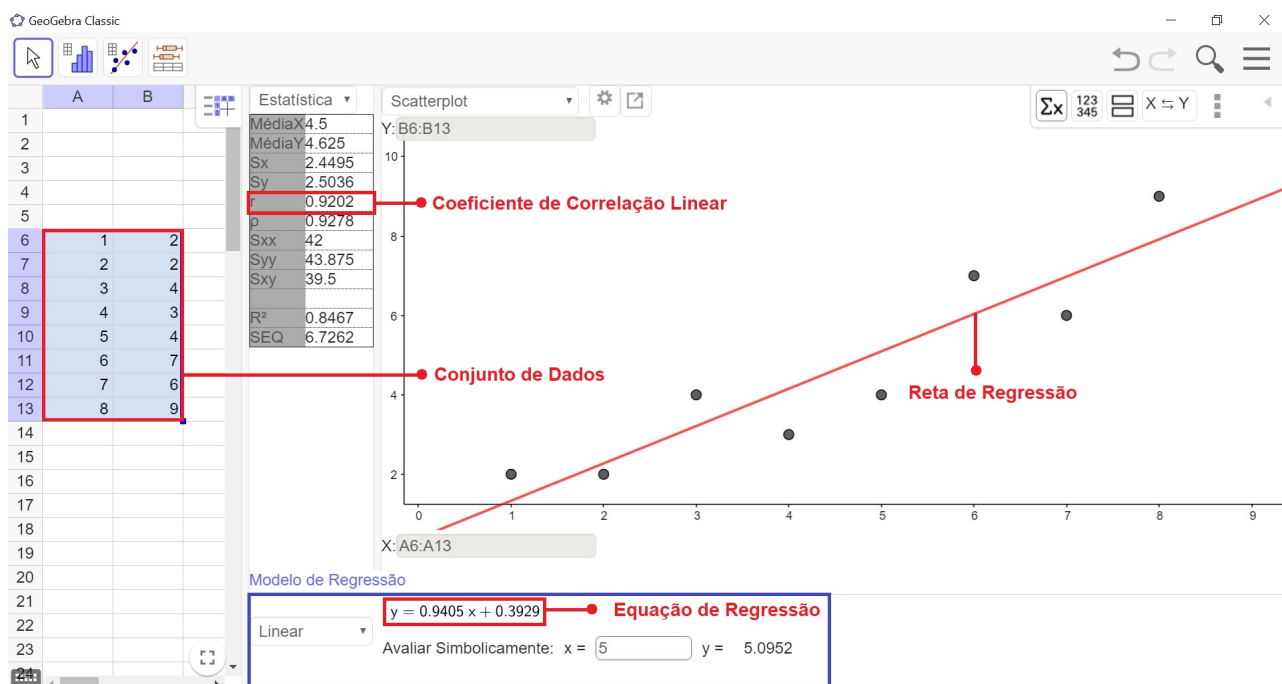 GeoGebra Classic
A B
Estatística
Scatterplot
Σx
123
345
X ⇆ Y
Y: B6:B13
MédiaX 4.5
MédiaY 4.625
Sx 2.4495
Sy 2.5036
r 0.9202
ρ 0.9278
Sxx 42
Syy 43.875
Sxy 39.5
R² 0.8467
SEQ 6.7262
Coeficiente de Correlação Linear
Conjunto de Dados
Reta de Regressão
1
2
3
4
5
6 1 2
7 2 2
8 3 4
9 4 3
10 5 4
11 6 7
12 7 6
13 8 9
14
15
16
17
18
19
20
21
22
23
24
10
8
6
4
2
0 1 2 3 4 5 6 7 8 9
X: A6:A13
Modelo de Regressão
Linear
y = 0.9405 x + 0.3929
Equação de Regressão
Avaliar Simbolicamente: x = 5 y = 5.0952